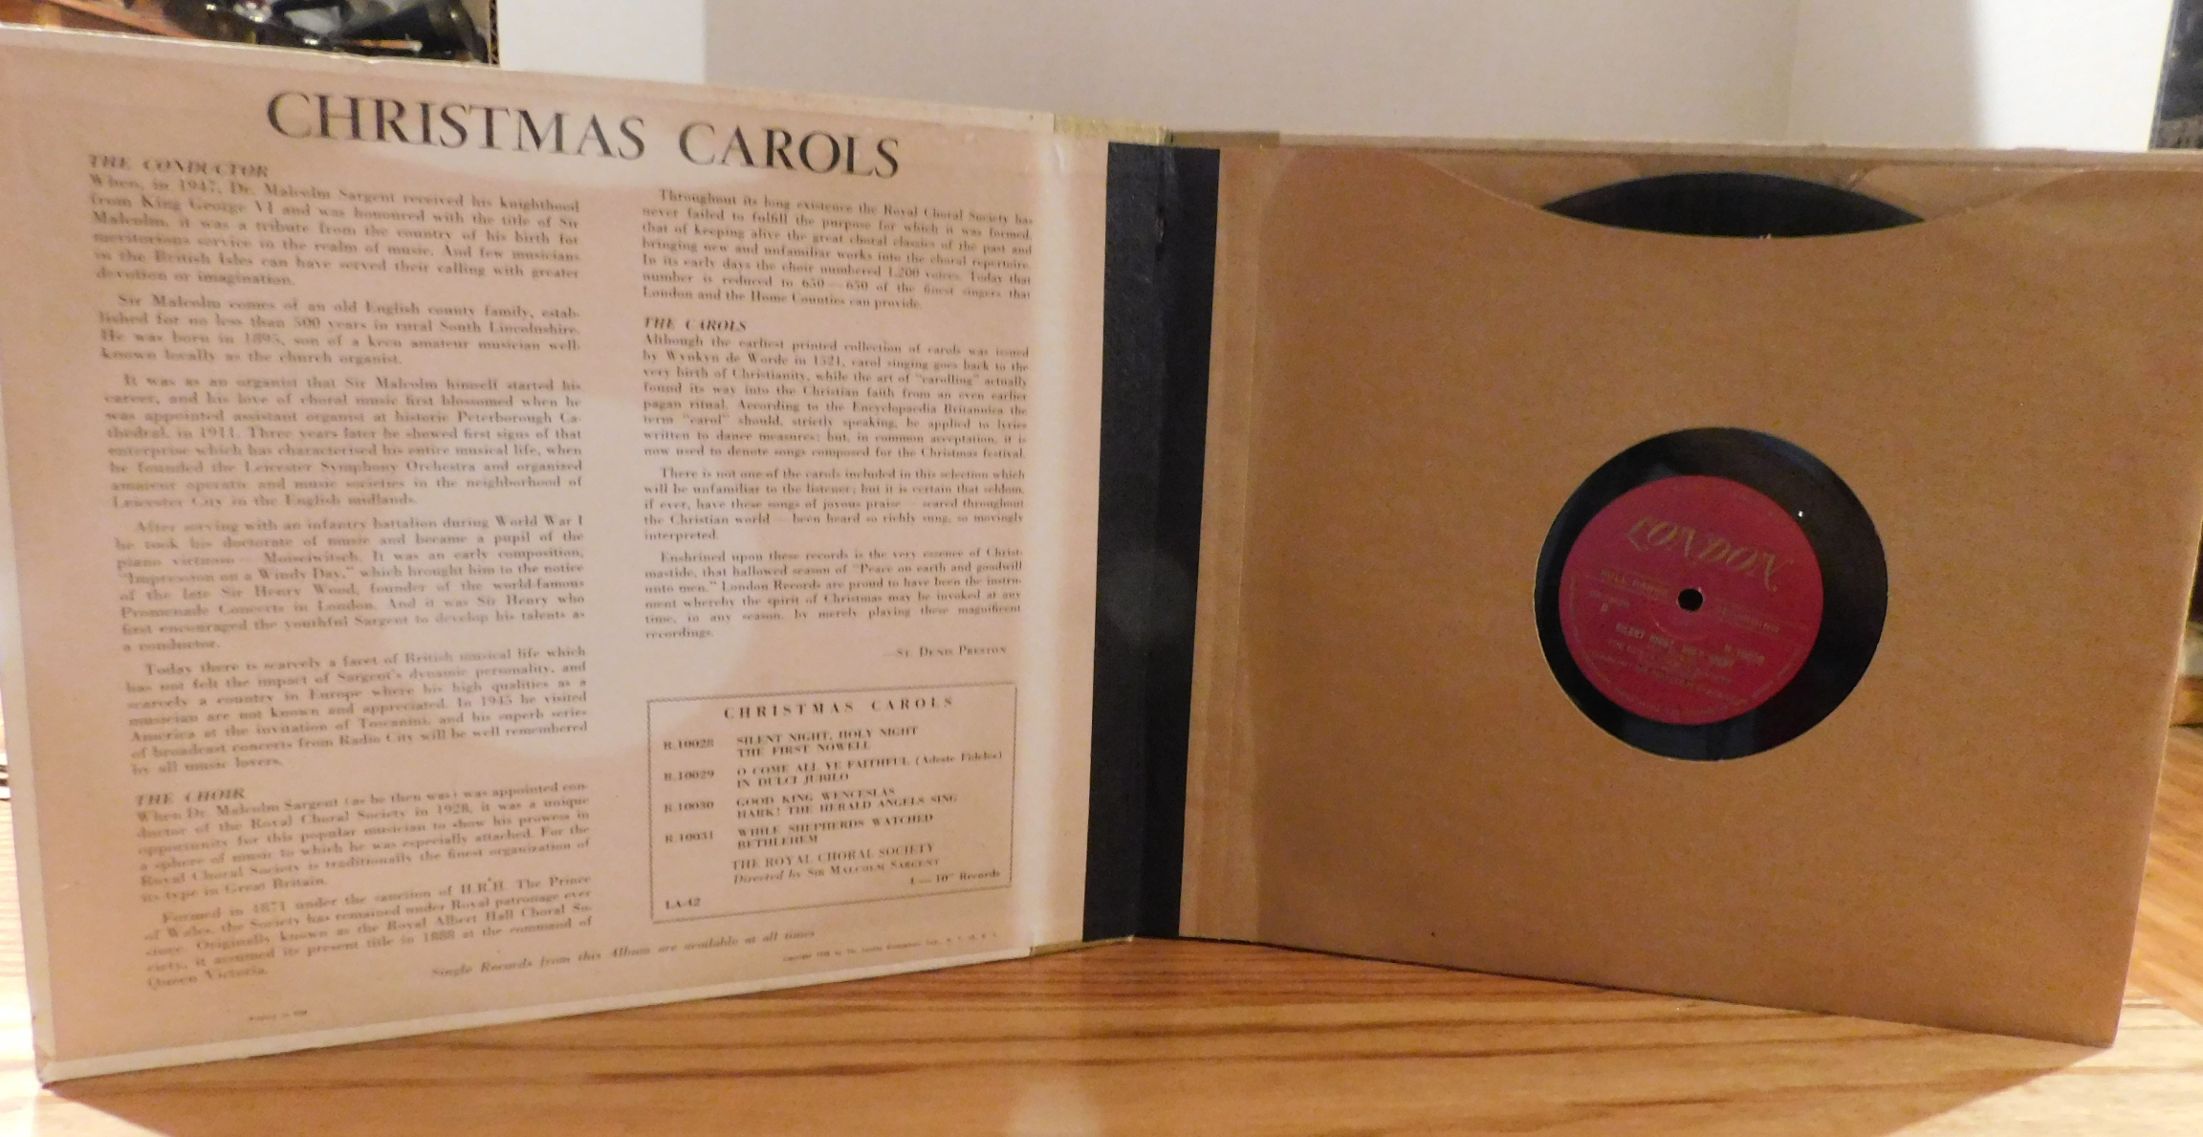 CHRISTMAS CAROLS
THE CONDUCTOR
When, in 1947, Dr. Malcolm Sargent received his knighthood
from King George VI and was honoured with the title of Sir
Malcolm, it was a tribute from the country of his birth for
meritorious service in the realm of music. And few musicians
in the British Isles can have served their calling with greater
devotion or imagination.
Sir Malcolm comes of an old English county family, estab-
lished for no less than 500 years in rural South Lincolnshire.
He was born in 1895, son of a keen amateur musician well-
known locally as the church organist.
It was as an organist that Sir Malcolm himself started his
career, and his love of choral music first blossomed when he
was appointed assistant organist at historic Peterborough Ca-
thedral, in 1911. Three years later he showed first signs of that
enterprise which has characterised his entire musical life, when
he founded the Leicester Symphony Orchestra and organized
amateur operatic and music societies in the neighborhood of
Leicester City in the English midlands.
After serving with an infantry battalion during World War I
he took his doctorate of music and became a pupil of the
piano virtuoso — Moiseiwitsch. It was an early composition,
"Impression on a Windy Day," which brought him to the notice
of the late Sir Henry Wood, founder of the world-famous
Promenade Concerts in London. And it was Sir Henry who
first encouraged the youthful Sargent to develop his talents as
a conductor.
Today there is scarcely a facet of British musical life which
has not felt the impact of Sargent's dynamic personality, and
scarcely a country in Europe where his high qualities as a
musician are not known and appreciated. In 1945 he visited
America at the invitation of Toscanini, and his superb series
of broadcast concerts from Radio City will be well remembered
by all music lovers.
THE CHOIR
When Dr. Malcolm Sargent (as he then was) was appointed con-
ductor of the Royal Choral Society in 1928, it was a unique
opportunity for this popular musician to show his prowess in
a sphere of music to which he was especially attached. For the
Royal Choral Society is traditionally the finest organization of
its type in Great Britain.
Formed in 1871 under the sanction of H.R.H. The Prince
of Wales, the Society has remained under Royal patronage ever
since. Originally known as the Royal Albert Hall Choral So-
ciety, it assumed its present title in 1888 at the command of
Queen Victoria.
Throughout its long existence the Royal Choral Society has
never failed to fulfill the purpose for which it was formed,
that of keeping alive the great choral classics of the past and
bringing new and unfamiliar works into the choral repertoire.
In its early days the choir numbered 1,200 voices. Today that
number is reduced to 630 — 650 of the finest singers that
London and the Home Counties can provide.
THE CAROLS
Although the earliest printed collection of carols was issued
by Wynkyn de Worde in 1521, carol singing goes back to the
very birth of Christianity, while the art of "carolling" actually
found its way into the Christian faith from an even earlier
pagan ritual. According to the Encyclopaedia Britannica the
term "carol" should, strictly speaking, be applied to lyrics
written to dance measures; but, in common acceptation, it is
now used to denote songs composed for the Christmas festival.
There is not one of the carols included in this selection which
will be unfamiliar to the listener; but it is certain that seldom,
if ever, have these songs of joyous praise — scared throughout
the Christian world — been heard so richly sung, so movingly
interpreted.
Enshrined upon these records is the very essence of Christ-
mastide, that hallowed season of "Peace on earth and goodwill
unto men." London Records are proud to have been the instru-
ment whereby the spirit of Christmas may be invoked at any
time, in any season, by merely playing these magnificent
recordings.
—St. Denis Preston
CHRISTMAS CAROLS
R.10028 SILENT NIGHT, HOLY NIGHT
THE FIRST NOWELL
R.10029 O COME ALL YE FAITHFUL (Adeste Fideles)
IN DULCI JUBILO
R.10030 GOOD KING WENCESLAS
HARK! THE HERALD ANGELS SING
R.10031 WHILE SHEPHERDS WATCHED
BETHLEHEM
THE ROYAL CHORAL SOCIETY
Directed by Sir Malcolm Sargent
4 — 10" Records
LA-42
Single Records from this Album are available at all times
Printed in USA
LONDON
SILENT NIGHT, HOLY NIGHT